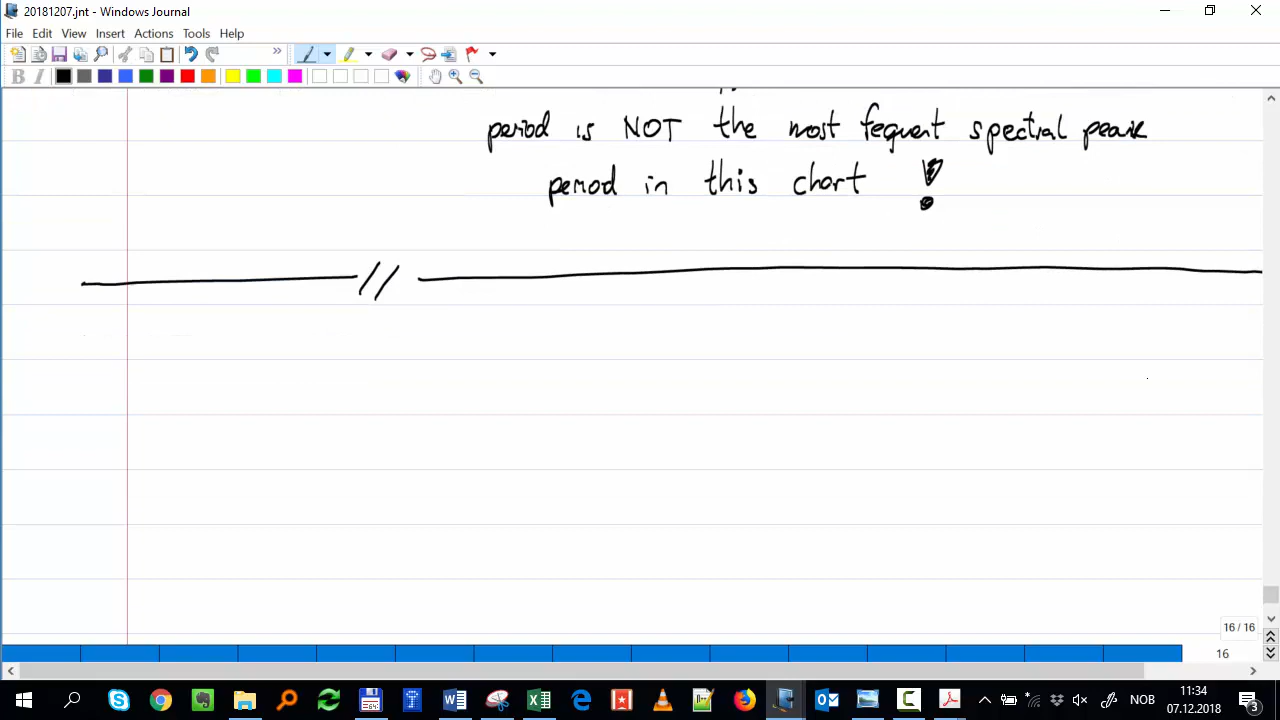 20181207.jnt - Windows Journal
File Edit View Insert Actions Tools Help
B I
period is NOT the most fequent spectral peak
period in this chart !
16 / 16
16
NOB
11:34
07.12.2018
3